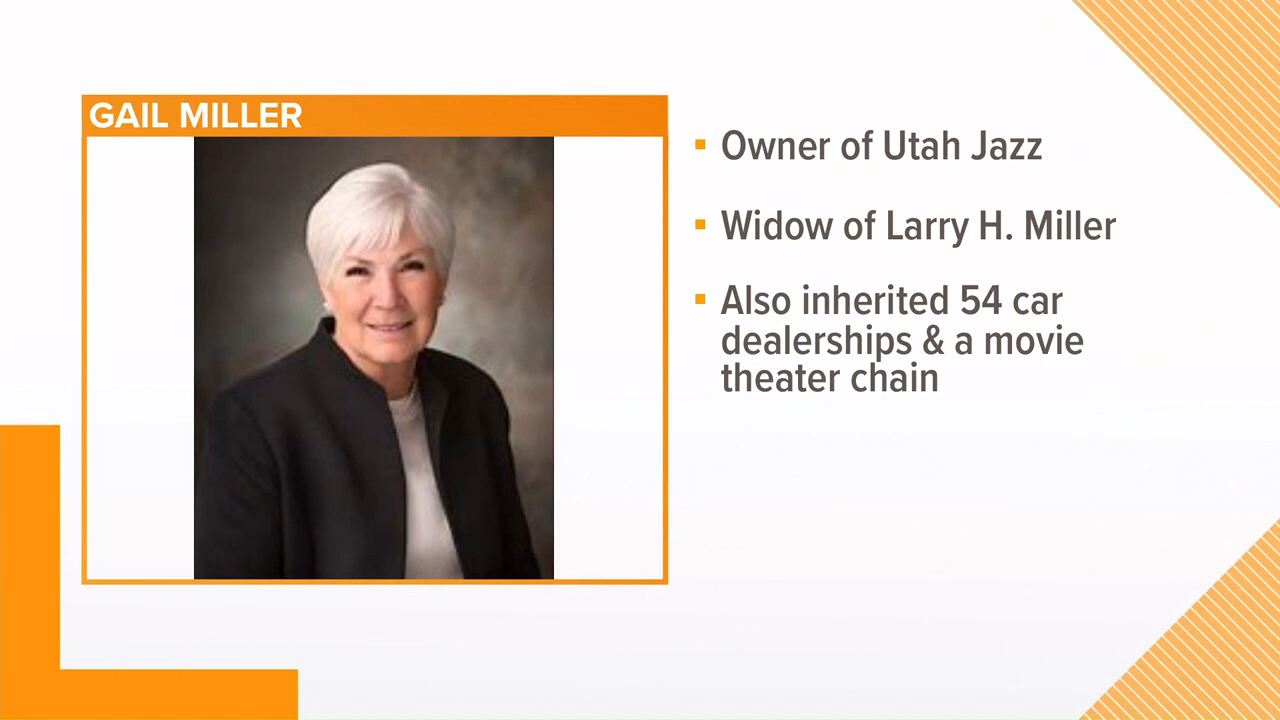 GAIL MILLER
Owner of Utah Jazz
Widow of Larry H. Miller
Also inherited 54 car
dealerships & a movie
theater chain